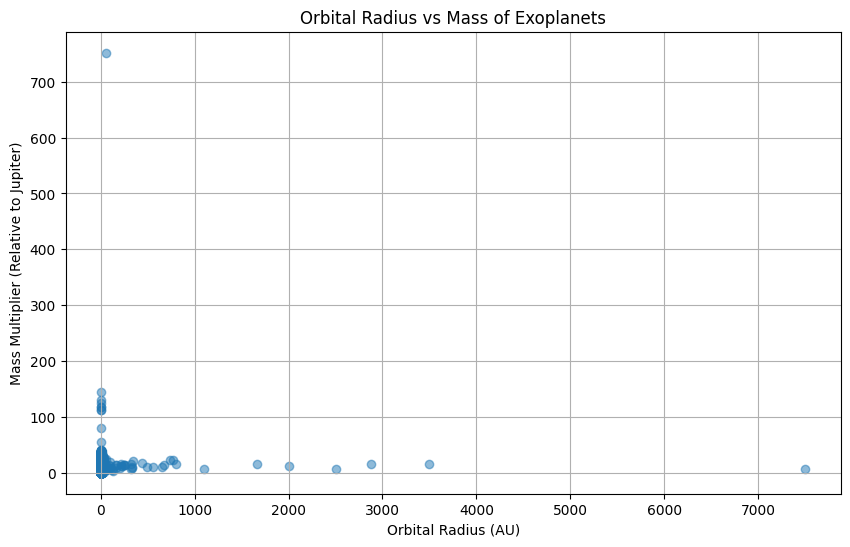 Orbital Radius vs Mass of Exoplanets
Mass Multiplier (Relative to Jupiter)
700
600
500
400
300
200
100
0
0 1000 2000 3000 4000 5000 6000 7000
Orbital Radius (AU)